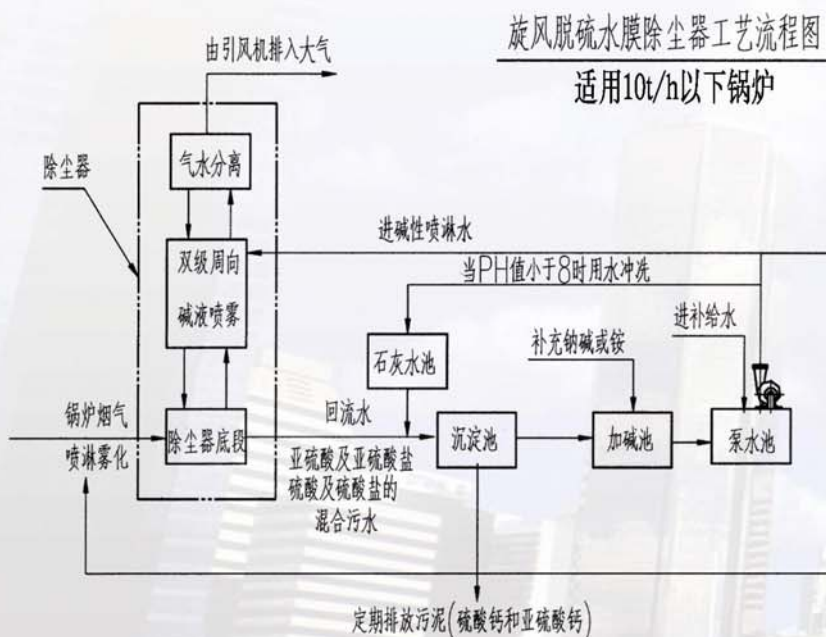 旋风脱硫水膜除尘器工艺流程图
适用10t/h以下锅炉
由引风机排入大气
除尘器
气水分离
双级周向
碱液喷雾
进碱性喷淋水
当PH值小于8时用水冲洗
石灰水池
补充钠碱或铵
进补给水
锅炉烟气
喷淋雾化
除尘器底段
回流水
亚硫酸及亚硫酸盐
硫酸及硫酸盐的
混合污水
沉淀池
加碱池
泵水池
定期排放污泥(硫酸钙和亚硫酸钙)